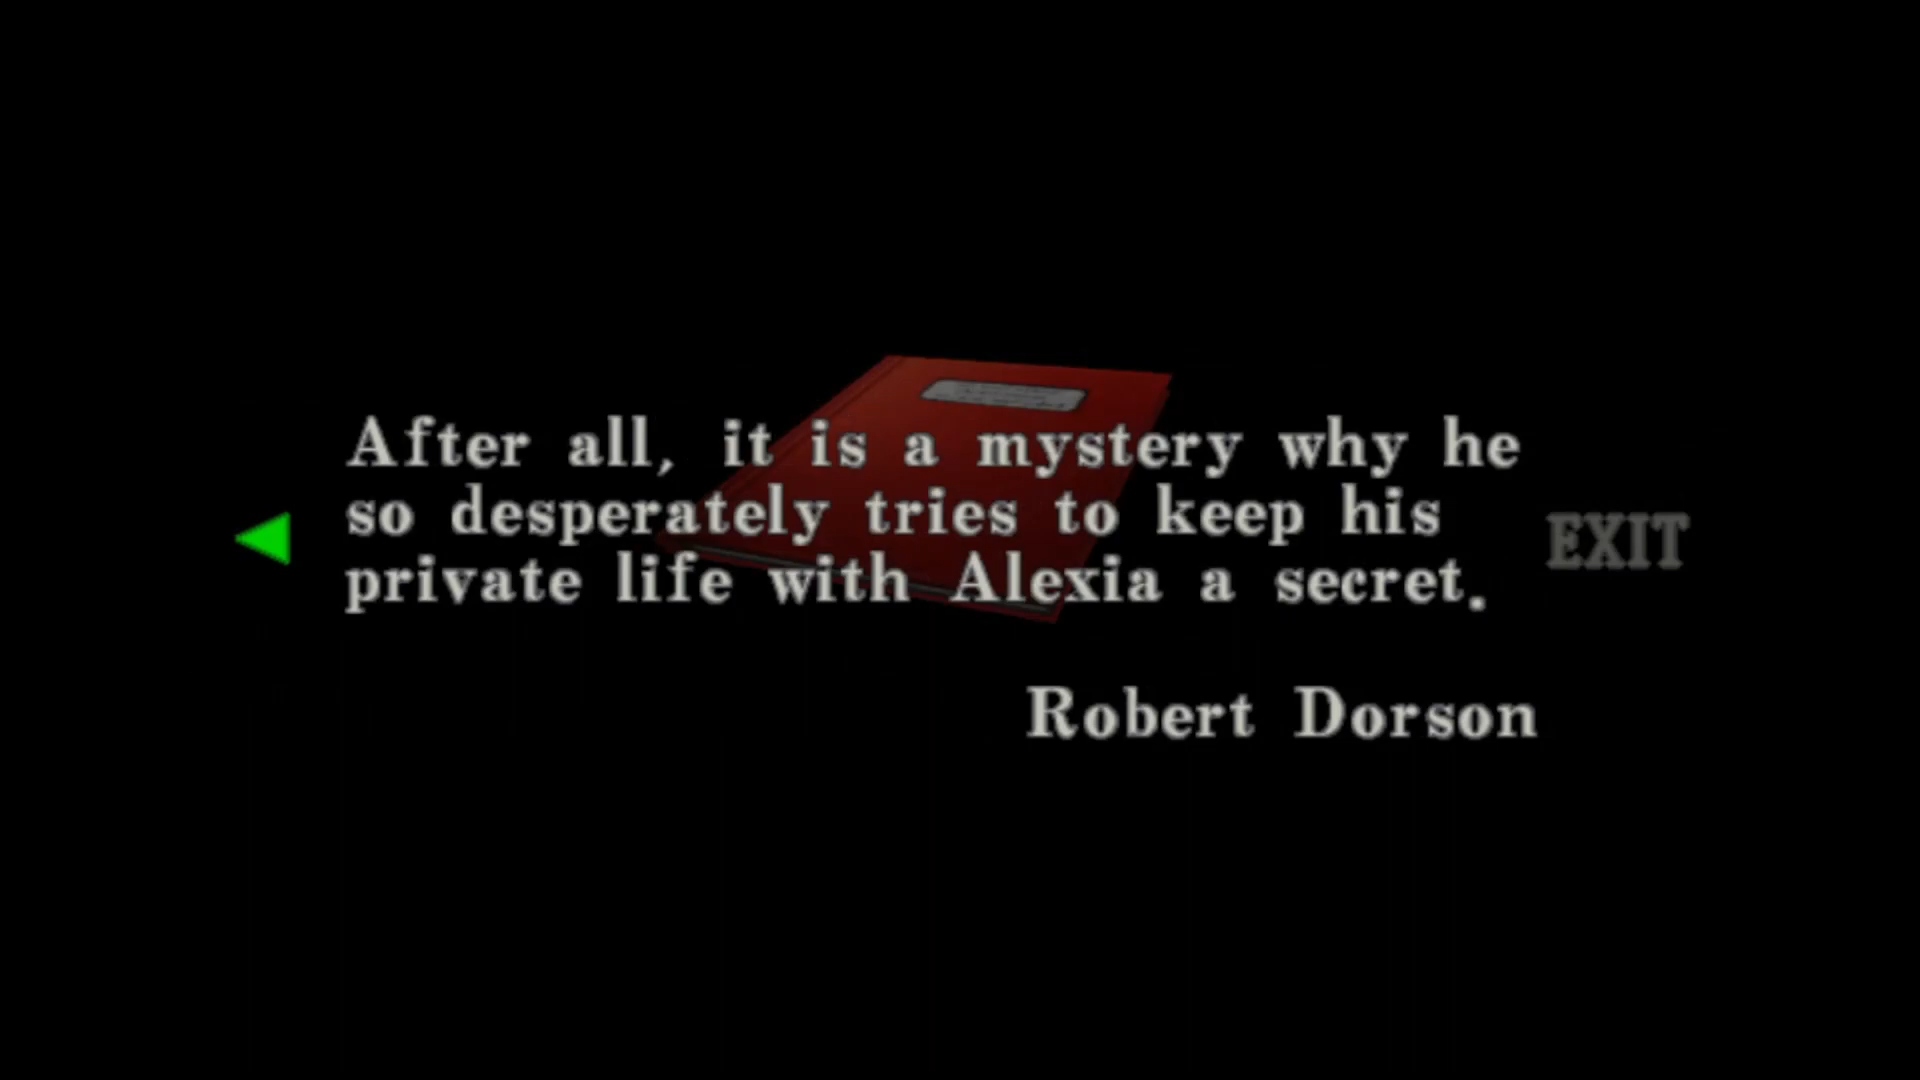 After all, it is a mystery why he
so desperately tries to keep his
private life with Alexia a secret.
EXIT
Robert Dorson